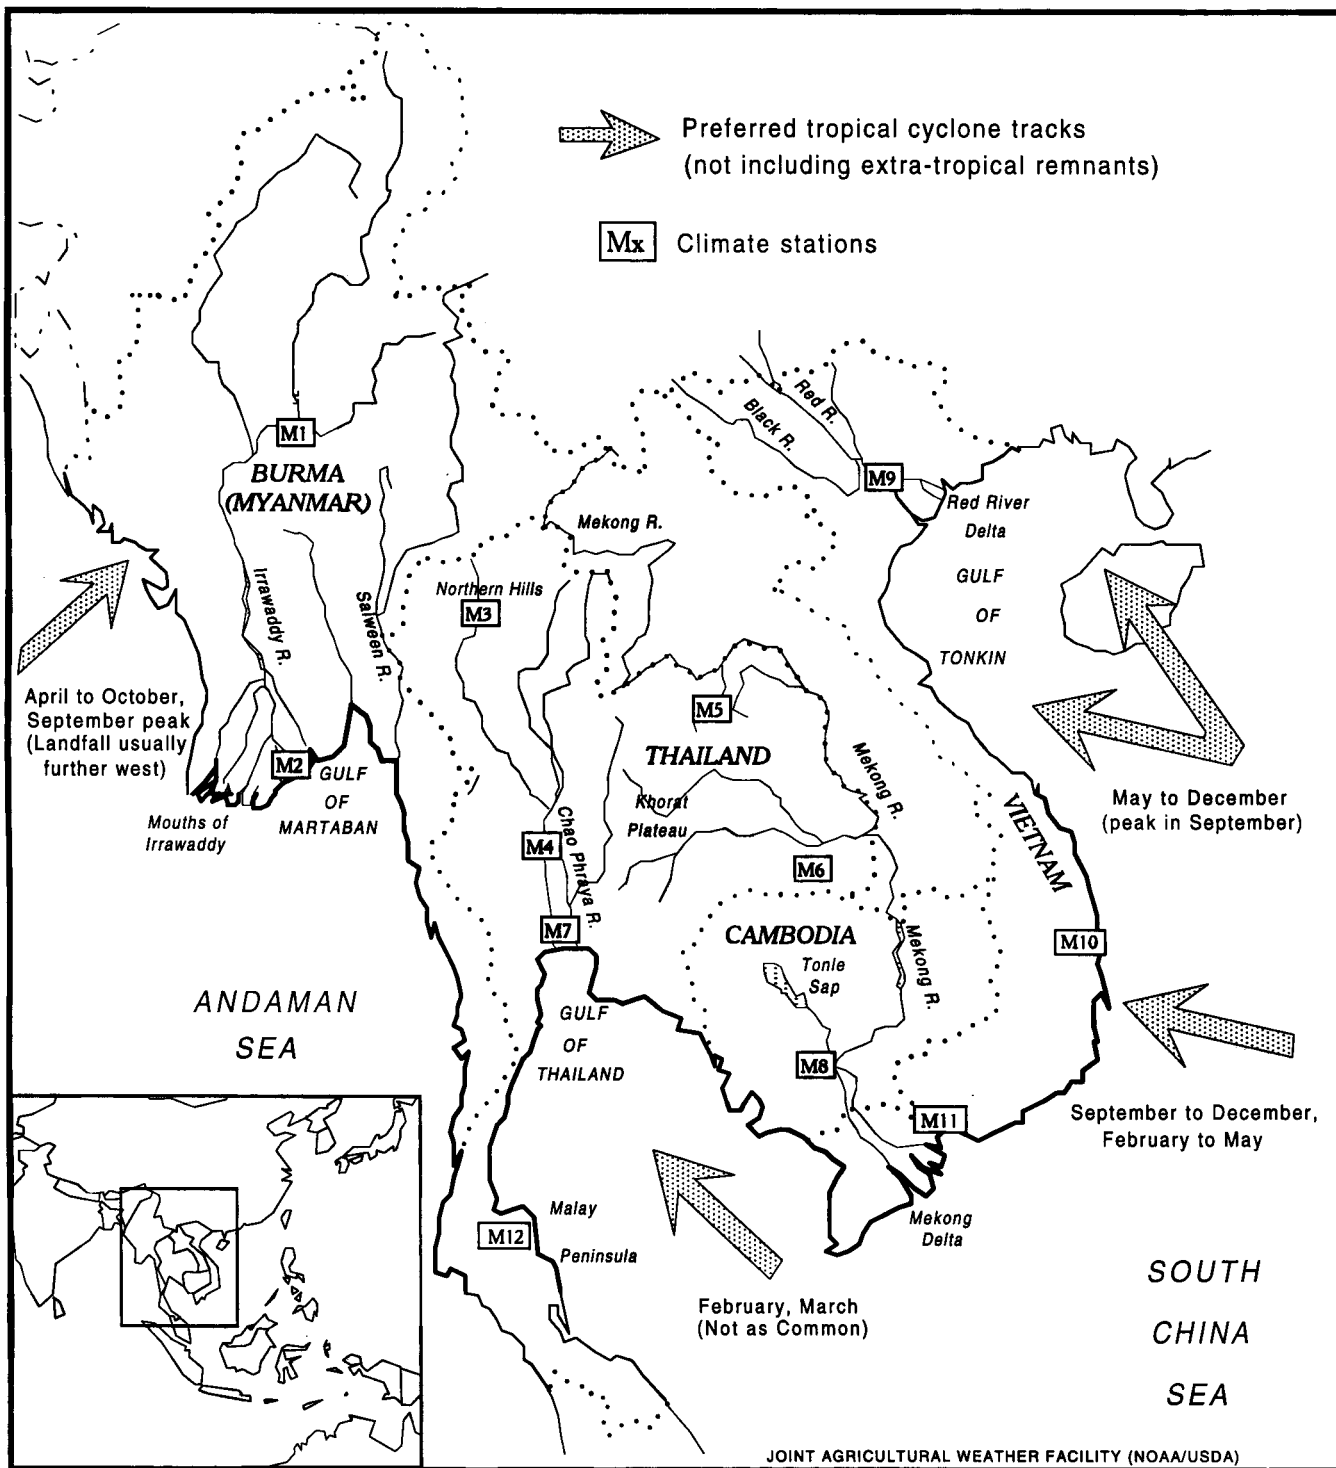 Preferred tropical cyclone tracks
(not including extra-tropical remnants)
Mx Climate stations
M1
BURMA
(MYANMAR)
Red R.
Black R.
M9
Red River
Delta
Mekong R.
GULF
OF
TONKIN
Northern Hills
M3
Irrawaddy R.
Salween R.
April to October,
September peak
(Landfall usually
further west)
M5
THAILAND
Mekong R.
M2
GULF
OF
MARTABAN
Mouths of
Irrawaddy
Khorat
Plateau
May to December
(peak in September)
VIETNAM
M4
Chao Phraya R.
M6
M7
CAMBODIA
Mekong R.
M10
Tonle
Sap
ANDAMAN
SEA
GULF
OF
THAILAND
M8
M11
September to December,
February to May
Malay
Peninsula
M12
Mekong
Delta
February, March
(Not as Common)
SOUTH
CHINA
SEA
JOINT AGRICULTURAL WEATHER FACILITY (NOAA/USDA)